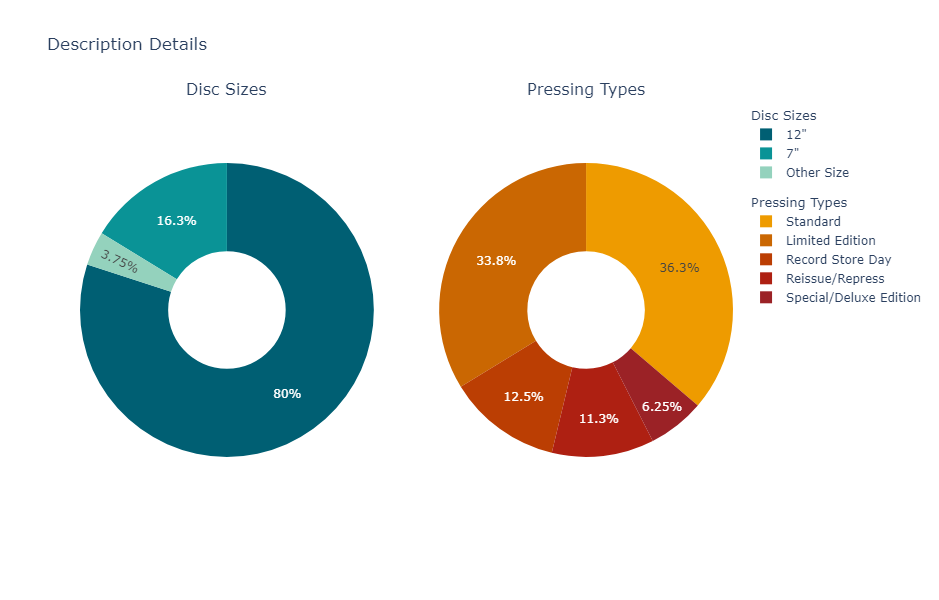 Description Details
Disc Sizes
Pressing Types
16.3%
3.75%
80%
33.8%
36.3%
12.5%
11.3%
6.25%
Disc Sizes
12"
7"
Other Size
Pressing Types
Standard
Limited Edition
Record Store Day
Reissue/Repress
Special/Deluxe Edition